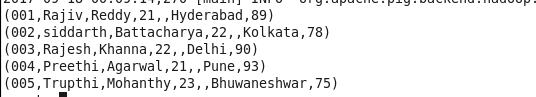 (001,Rajiv,Reddy,21,,Hyderabad,89)
(002,siddarth,Battacharya,22,,Kolkata,78)
(003,Rajesh,Khanna,22,,Delhi,90)
(004,Preethi,Agarwal,21,,Pune,93)
(005,Trupthi,Mohanthy,23,,Bhuwaneshwar,75)